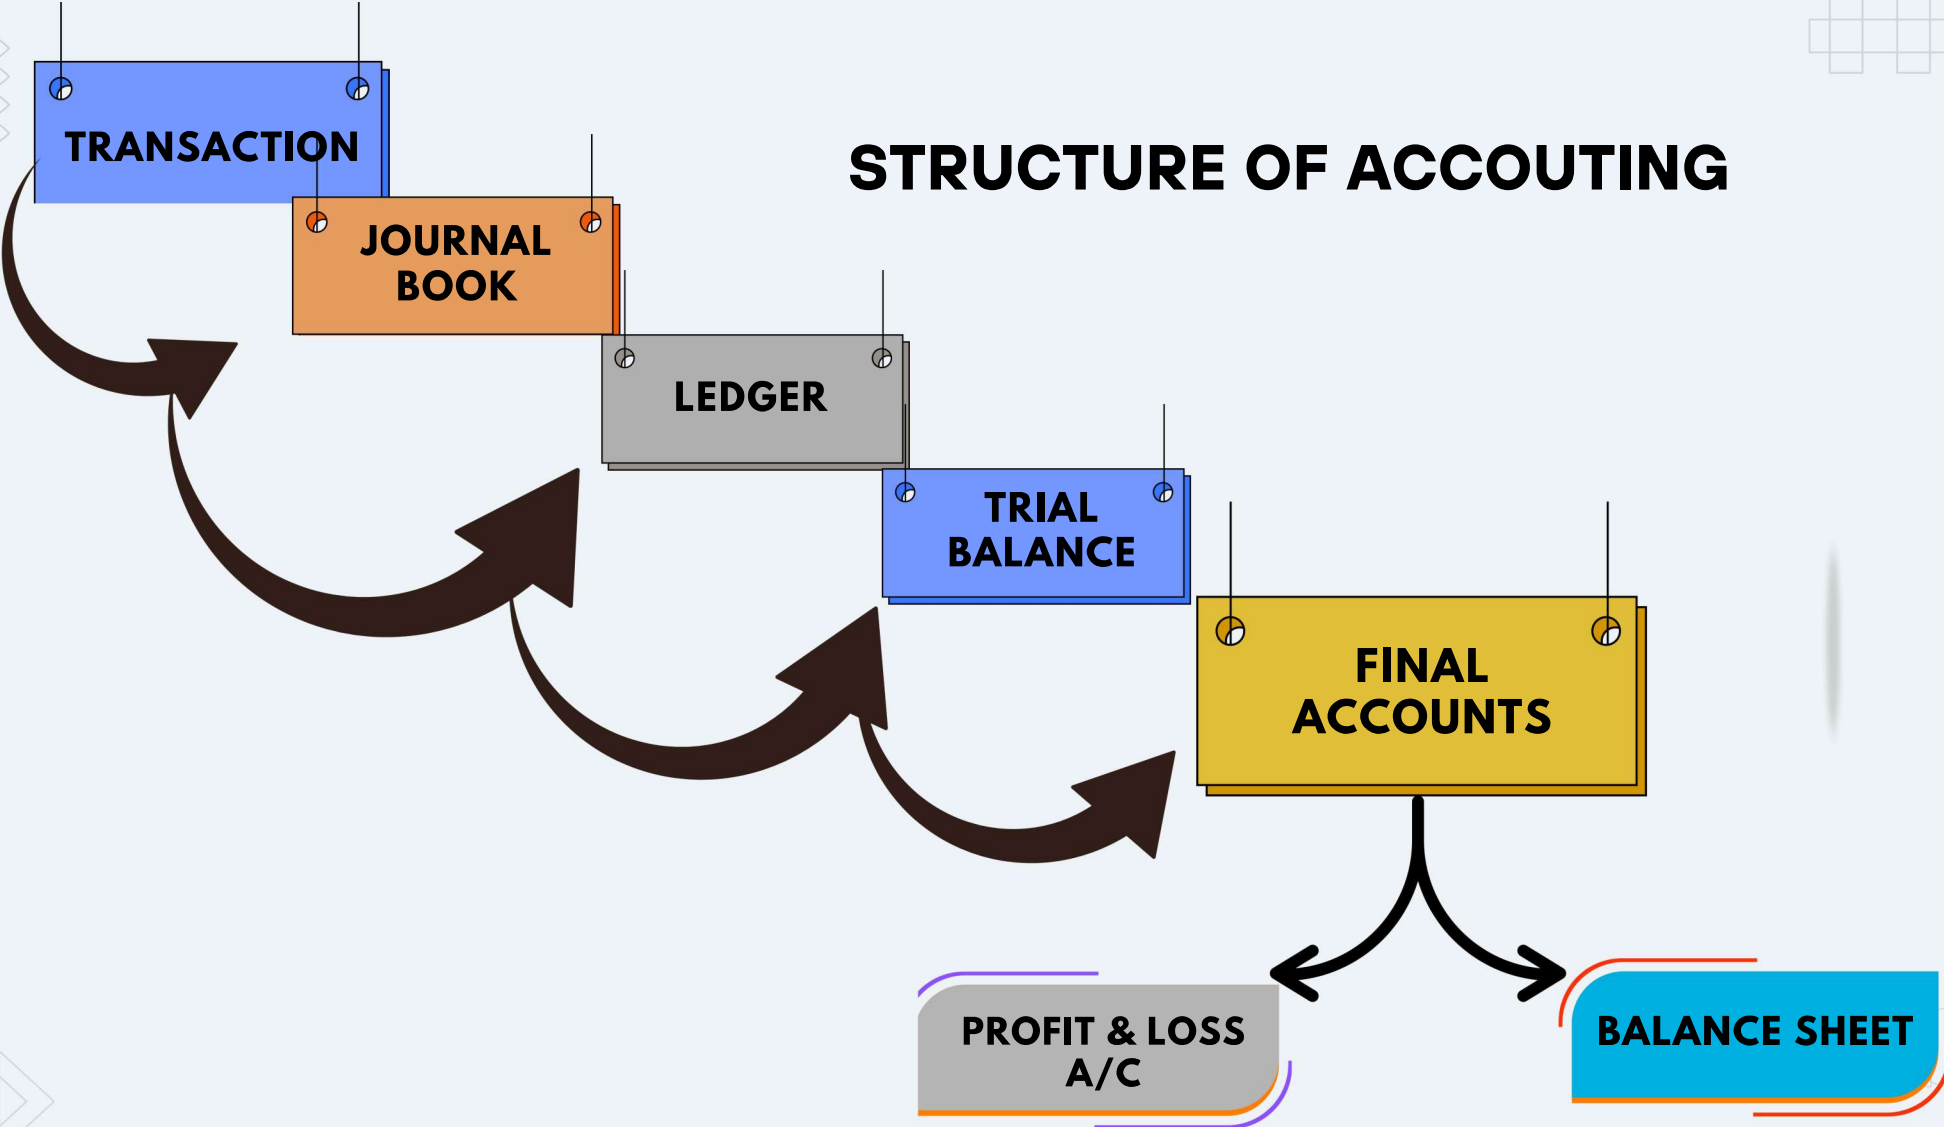 TRANSACTION
STRUCTURE OF ACCOUTING
JOURNAL
BOOK
LEDGER
TRIAL
BALANCE
FINAL
ACCOUNTS
PROFIT & LOSS
A/C
BALANCE SHEET